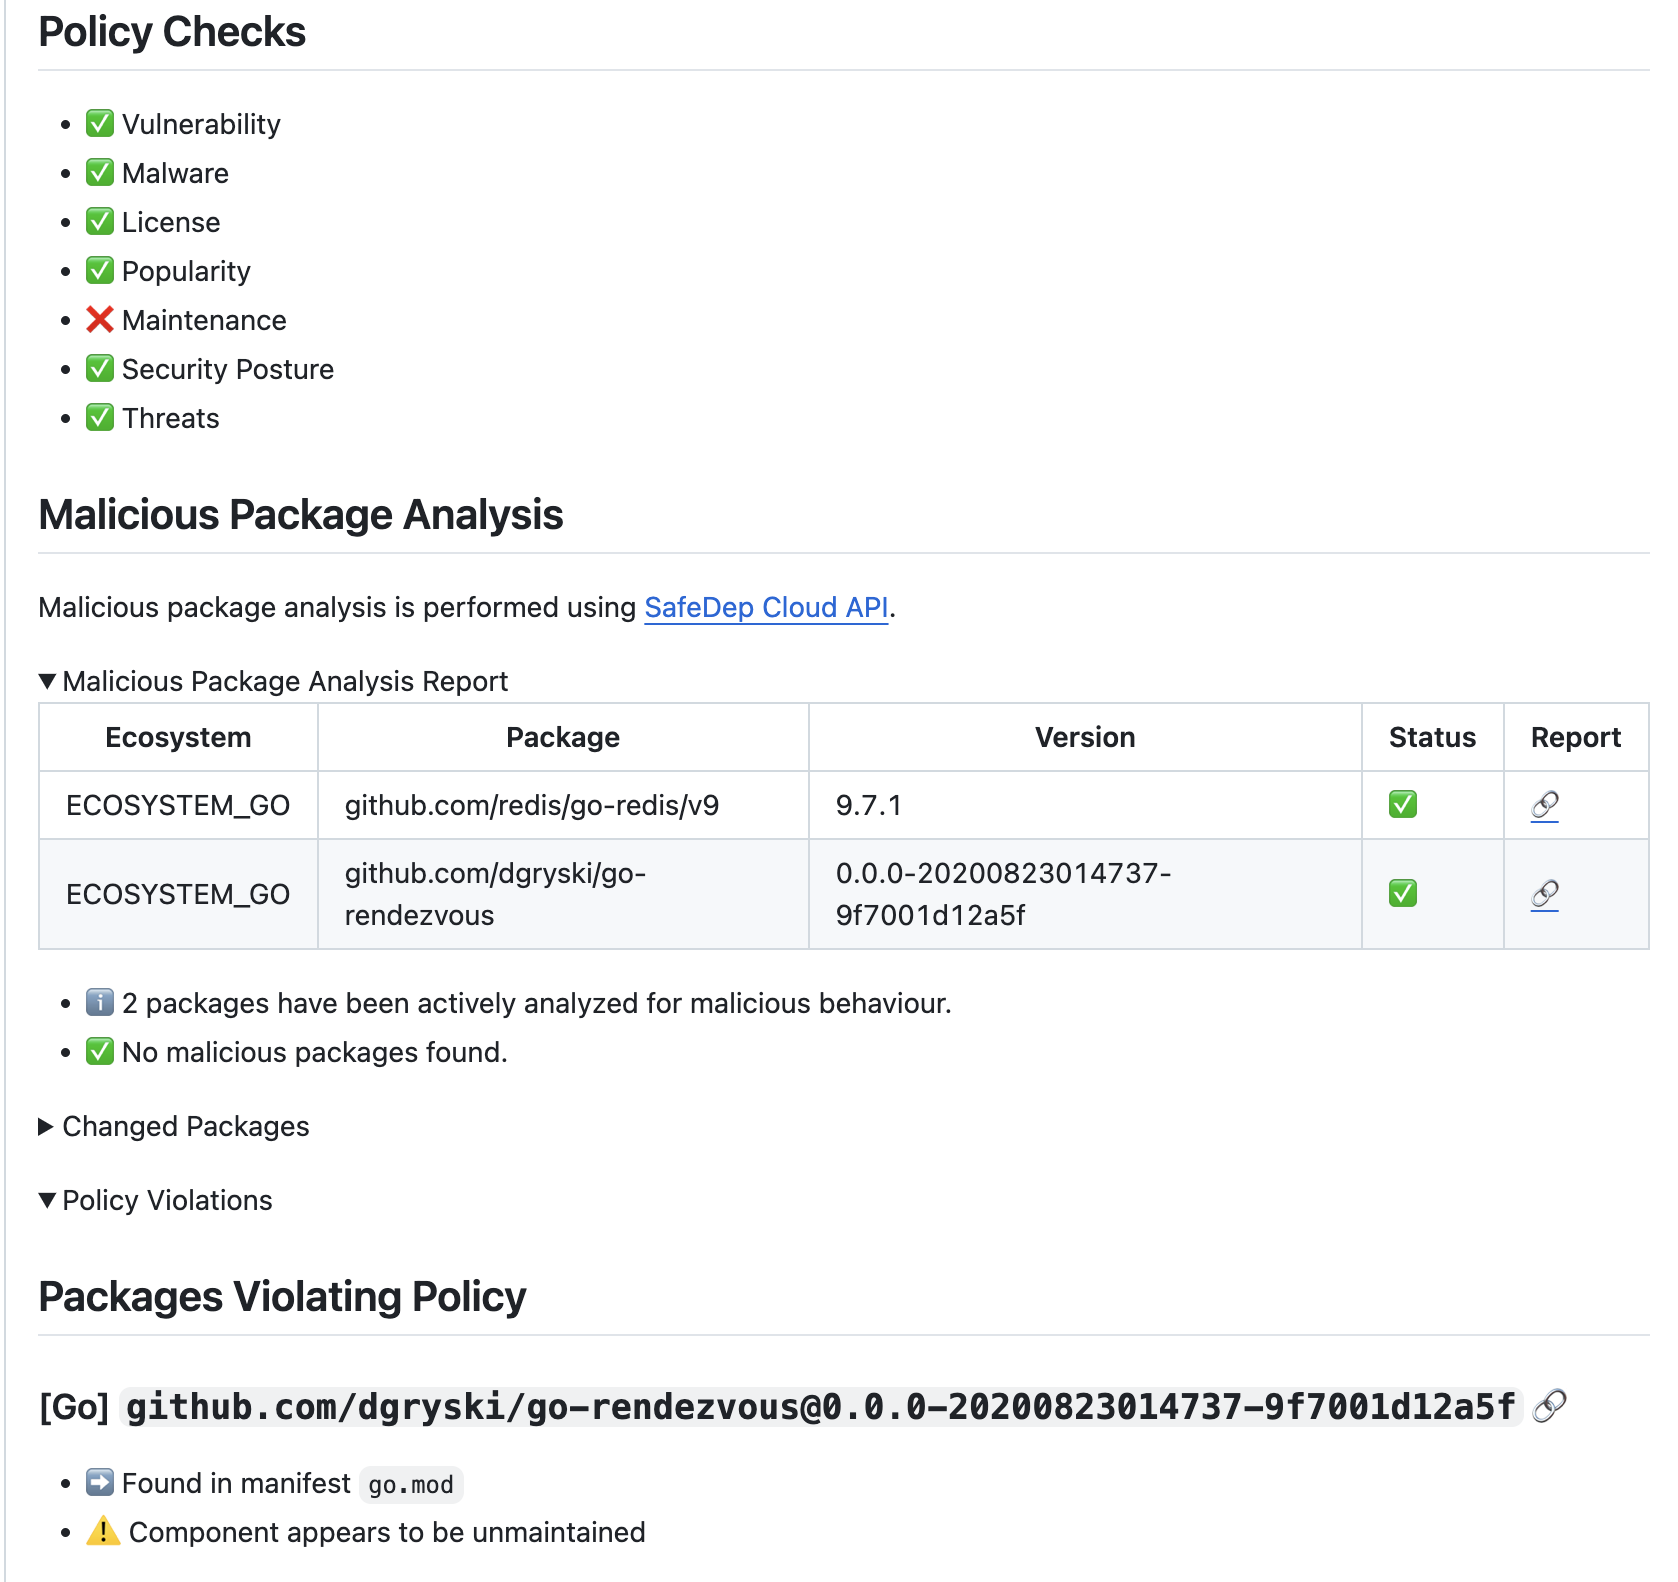 Policy Checks
• ✅ Vulnerability
• ✅ Malware
• ✅ License
• ✅ Popularity
• ❌ Maintenance
• ✅ Security Posture
• ✅ Threats
Malicious Package Analysis
Malicious package analysis is performed using SafeDep Cloud API.
▼ Malicious Package Analysis Report
Ecosystem Package Version Status Report
ECOSYSTEM_GO github.com/redis/go-redis/v9 9.7.1 ✅ 🔗
ECOSYSTEM_GO github.com/dgryski/go- 0.0.0-20200823014737- ✅ 🔗
rendezvous 9f7001d12a5f
• ℹ️ 2 packages have been actively analyzed for malicious behaviour.
• ✅ No malicious packages found.
▶ Changed Packages
▼ Policy Violations
Packages Violating Policy
[Go] github.com/dgryski/go-rendezvous@0.0.0-20200823014737-9f7001d12a5f 🔗
• ➡️ Found in manifest go.mod
• ⚠️ Component appears to be unmaintained